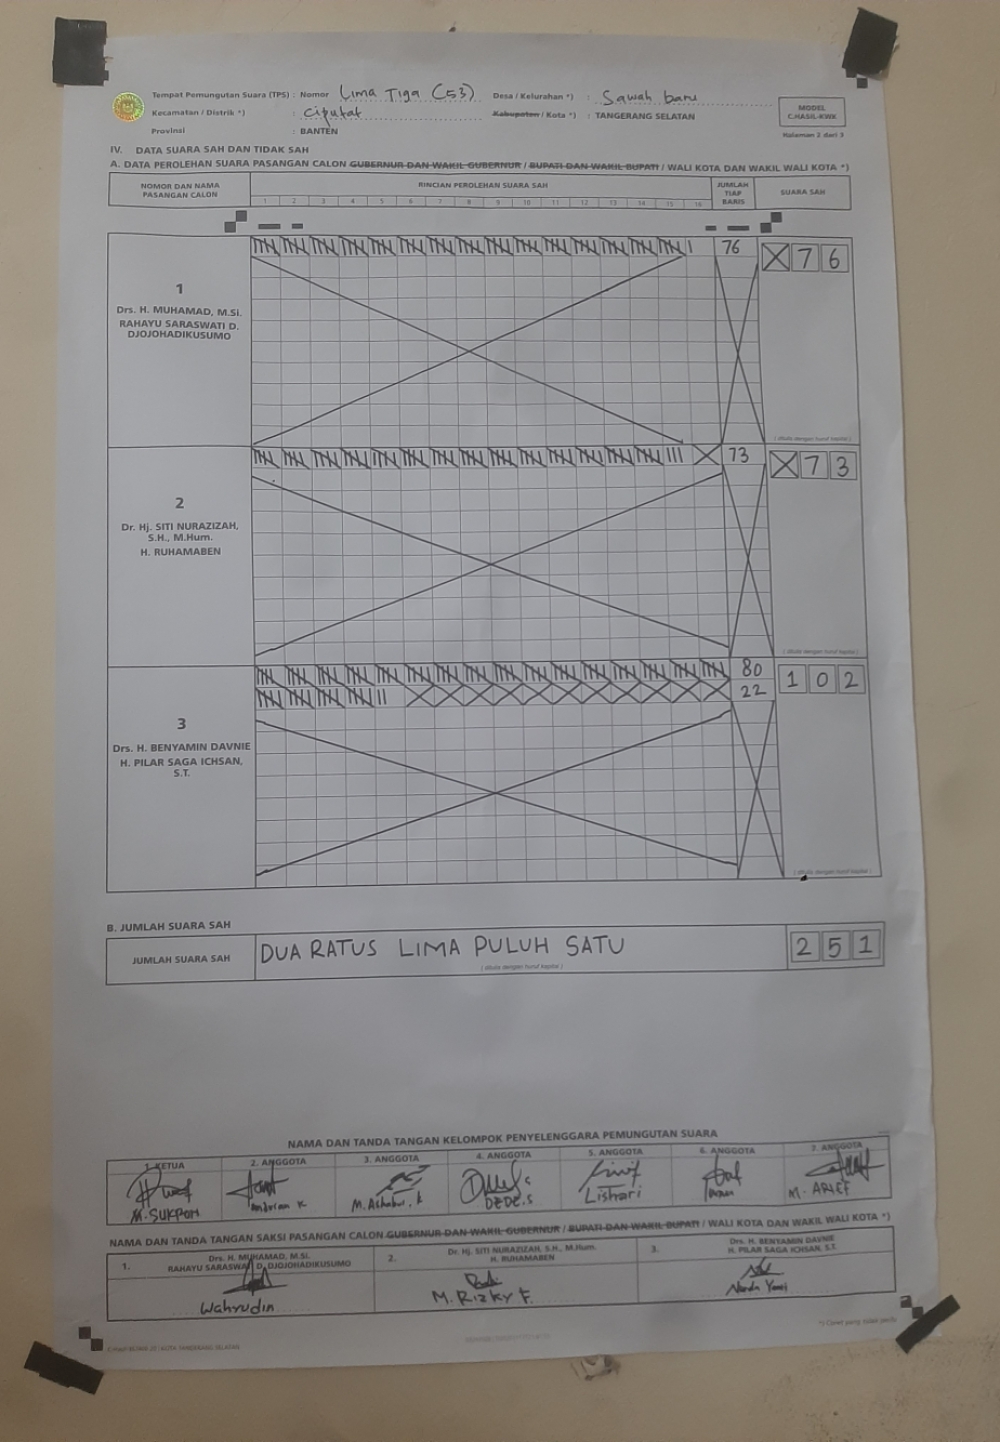 Tempat Pemungutan Suara (TPS) : Nomor Lima Tiga (53) Desa / Kelurahan *) : Sawah baru
Kecamatan / Distrik *) : Ciputat Kabupaten / Kota *) : TANGERANG SELATAN
Provinsi : BANTEN
MODEL
C.HASIL-KWK
Halaman 2 dari 3
IV. DATA SUARA SAH DAN TIDAK SAH
A. DATA PEROLEHAN SUARA PASANGAN CALON GUBERNUR DAN WAKIL GUBERNUR / BUPATI DAN WAKIL BUPATI / WALI KOTA DAN WAKIL WALI KOTA *)
NOMOR DAN NAMA
PASANGAN CALON
RINCIAN PEROLEHAN SUARA SAH
1 2 3 4 5 6 7 8 9 10 11 12 13 14 15 16
JUMLAH
TIAP
BARIS
SUARA SAH
1
Drs. H. MUHAMAD, M.Si.
RAHAYU SARASWATI D.
DJOJOHADIKUSUMO
76
X 7 6
( ditulis dengan huruf kapital )
2
Dr. Hj. SITI NURAZIZAH,
S.H., M.Hum.
H. RUHAMABEN
73
X 7 3
( ditulis dengan huruf kapital )
3
Drs. H. BENYAMIN DAVNIE
H. PILAR SAGA ICHSAN,
S.T.
80
22
1 0 2
( ditulis dengan huruf kapital )
B. JUMLAH SUARA SAH
JUMLAH SUARA SAH
DUA RATUS LIMA PULUH SATU
( ditulis dengan huruf kapital )
2 5 1
NAMA DAN TANDA TANGAN KELOMPOK PENYELENGGARA PEMUNGUTAN SUARA
1. KETUA 2. ANGGOTA 3. ANGGOTA 4. ANGGOTA 5. ANGGOTA 6. ANGGOTA 7. ANGGOTA
M. SUKRON M. Ashabul. k DEDE.S Lishari M. ARIEF
NAMA DAN TANDA TANGAN SAKSI PASANGAN CALON GUBERNUR DAN WAKIL GUBERNUR / BUPATI DAN WAKIL BUPATI / WALI KOTA DAN WAKIL WALI KOTA *)
1. Drs. H. MUHAMAD, M.Si.
RAHAYU SARASWATI D. DJOJOHADIKUSUMO
2. Dr. Hj. SITI NURAZIZAH, S.H., M.Hum.
H. RUHAMABEN
3. Drs. H. BENYAMIN DAVNIE
H. PILAR SAGA ICHSAN, S.T.
Wahyudin
M. RIZKY F.
*) Coret yang tidak perlu